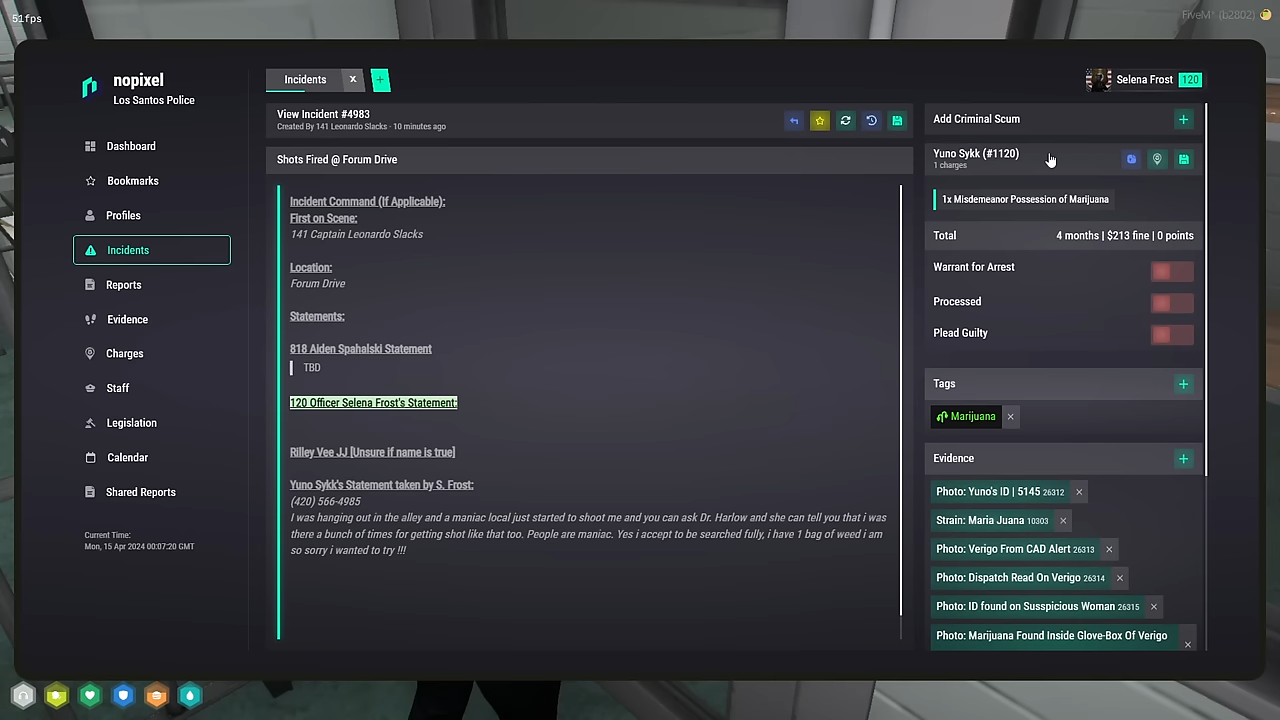 51fps
FiveM® (b2802)
nopixel
Los Santos Police
Dashboard
Bookmarks
Profiles
Incidents
Reports
Evidence
Charges
Staff
Legislation
Calendar
Shared Reports
Current Time:
Mon, 15 Apr 2024 00:07:20 GMT
Incidents x +
Selena Frost 120
View Incident #4983
Created By 141 Leonardo Slacks · 10 minutes ago
Shots Fired @ Forum Drive
Incident Command (If Applicable):
First on Scene:
141 Captain Leonardo Slacks
Location:
Forum Drive
Statements:
818 Alden Spahalski Statement
TBD
120 Officer Selena Frost's Statement:
Rilley Vee JJ [Unsure if name is true]
Yuno Sykk's Statement taken by S. Frost:
(420) 566-4985
I was hanging out in the alley and a maniac local just started to shoot me and you can ask Dr. Harlow and she can tell you that i was
there a bunch of times for getting shot like that too. People are maniac. Yes i accept to be searched fully, i have 1 bag of weed i am
so sorry i wanted to try !!!
Add Criminal Scum +
Yuno Sykk (#1120)
1 charges
1x Misdemeanor Possession of Marijuana
Total 4 months | $213 fine | 0 points
Warrant for Arrest
Processed
Plead Guilty
Tags +
Marijuana x
Evidence +
Photo: Yuno's ID | 5145 26312 x
Strain: Maria Juana 10303 x
Photo: Verigo From CAD Alert 26313 x
Photo: Dispatch Read On Verigo 26314 x
Photo: ID found on Susspicious Woman 26315 x
Photo: Marijuana Found Inside Glove-Box Of Verigo x